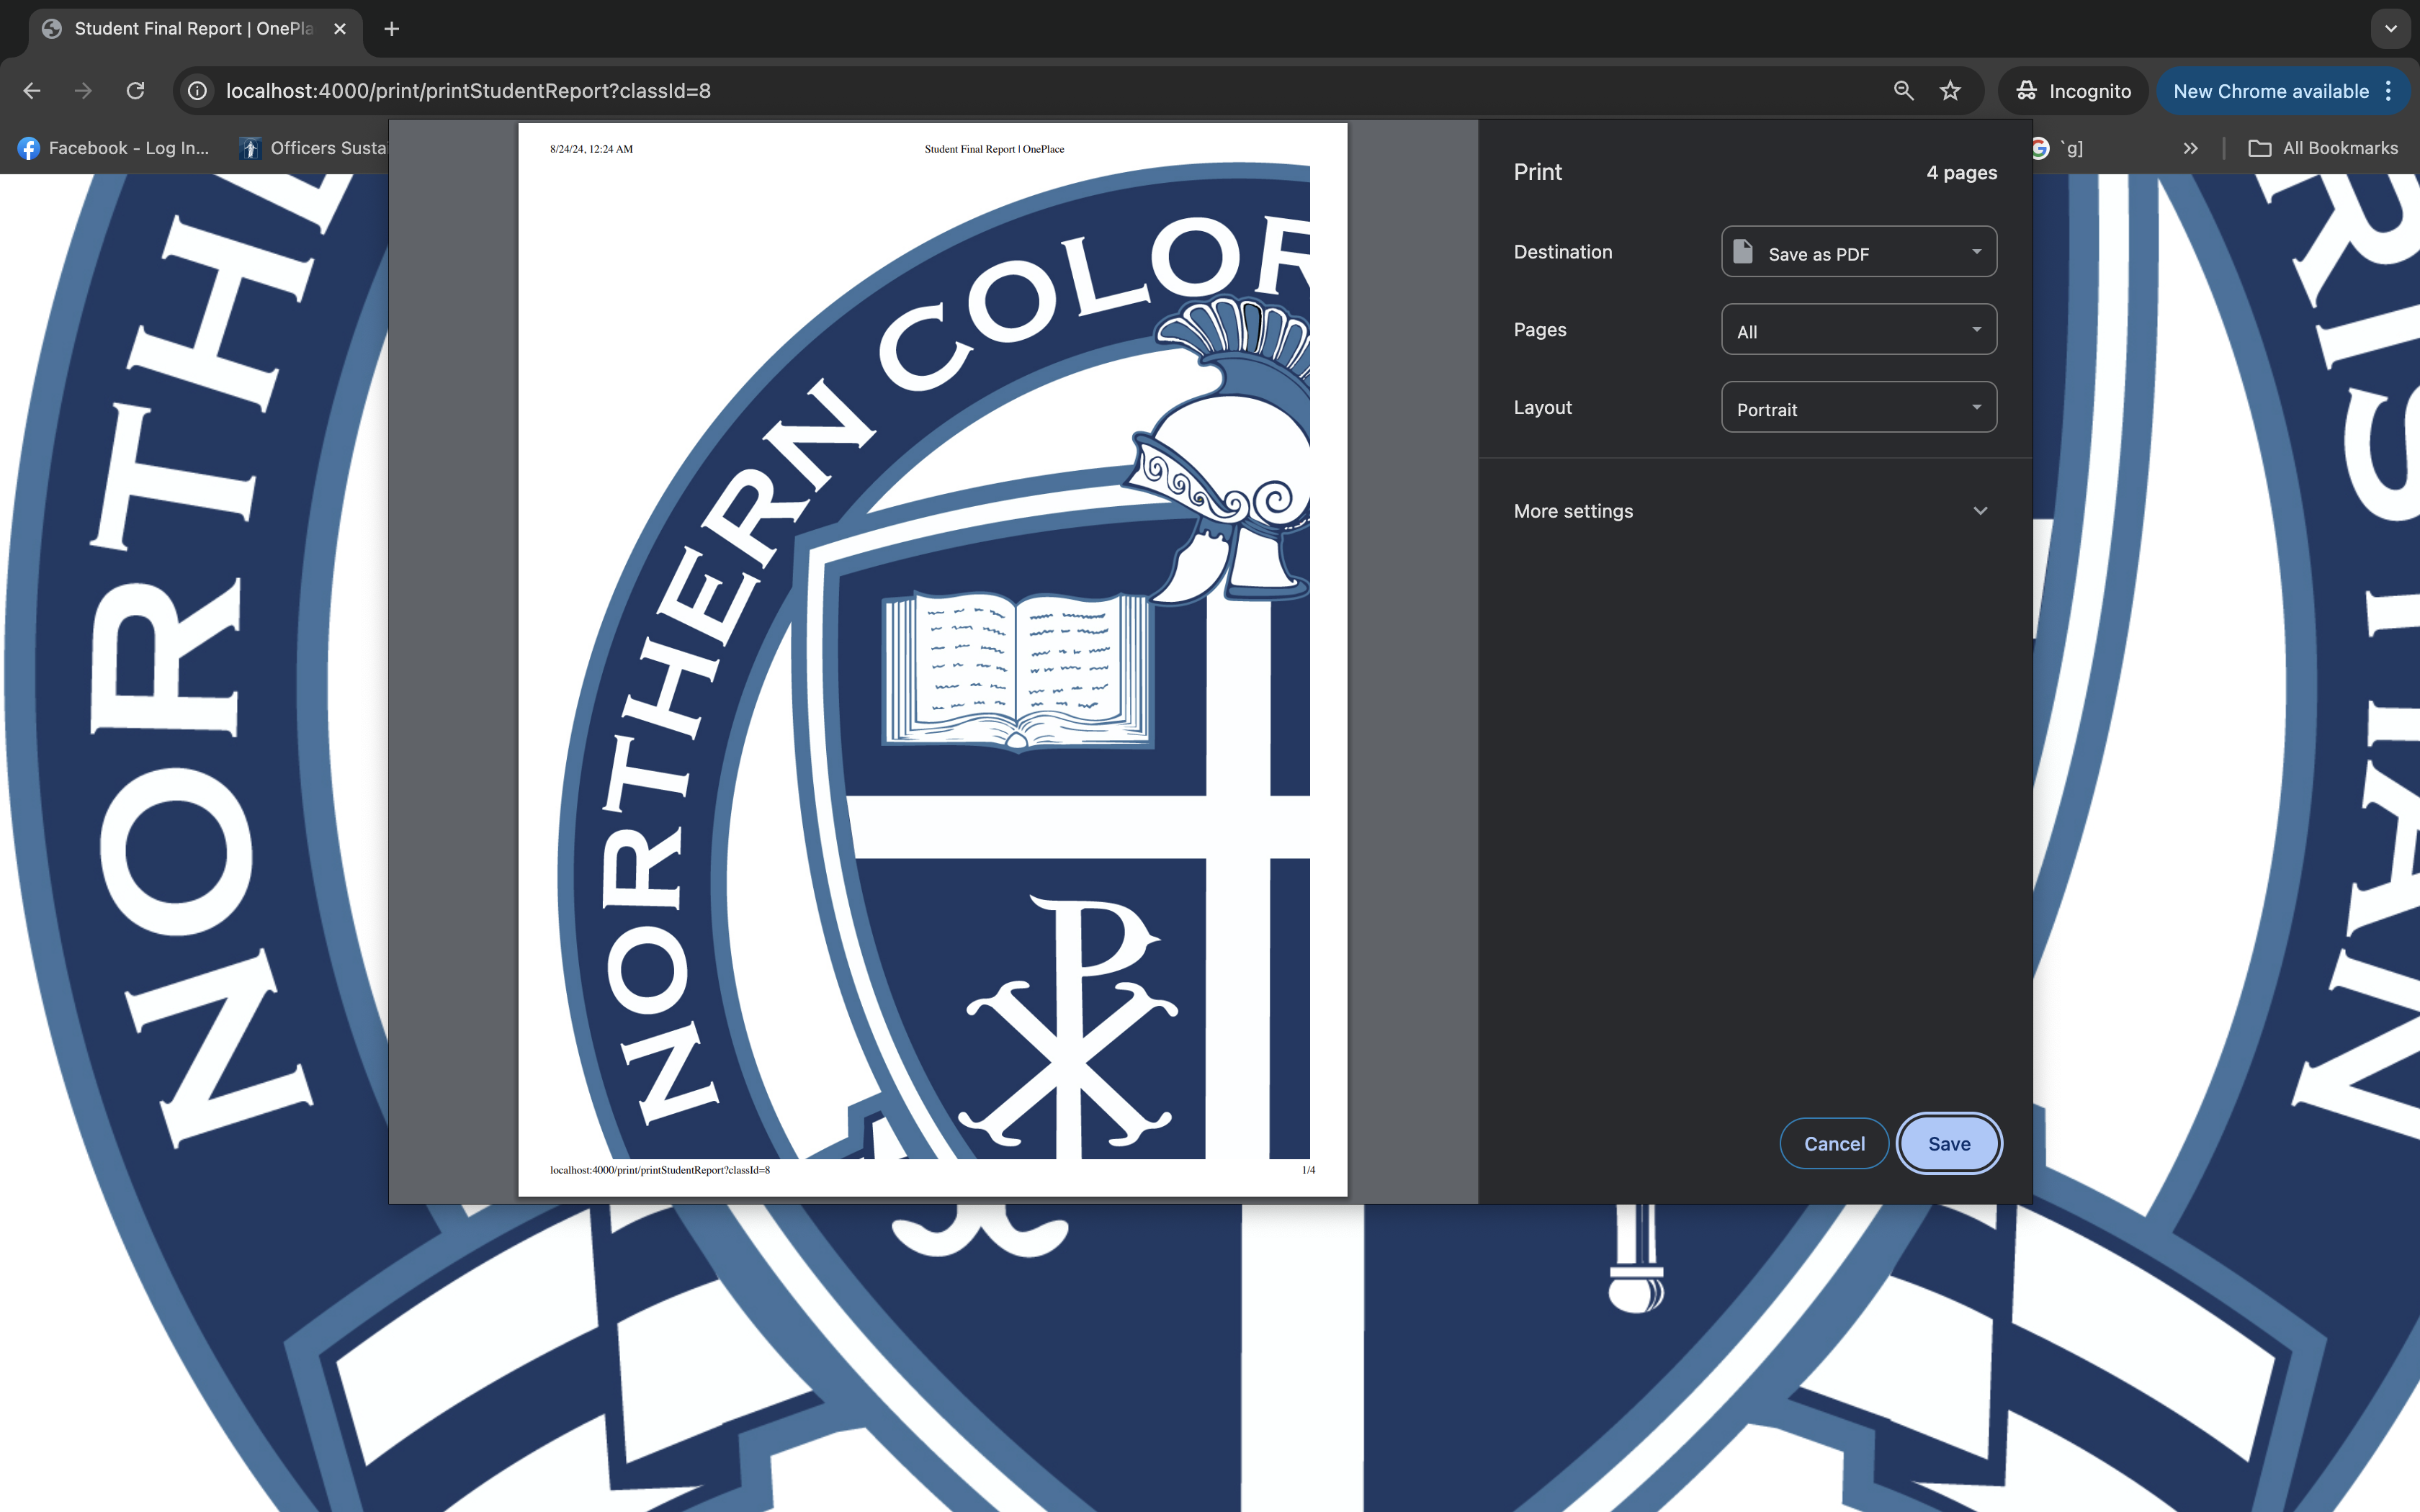 Student Final Report | OnePla
localhost:4000/print/printStudentReport?classId=8
Incognito
New Chrome available
Facebook - Log In...
Officers Susta
`g]
All Bookmarks
8/24/24, 12:24 AM
Student Final Report | OnePlace
NORTHERN COLOR
localhost:4000/print/printStudentReport?classId=8
1/4
Print
4 pages
Destination
Save as PDF
Pages
All
Layout
Portrait
More settings
Cancel
Save
NORTHE
RISTIAN